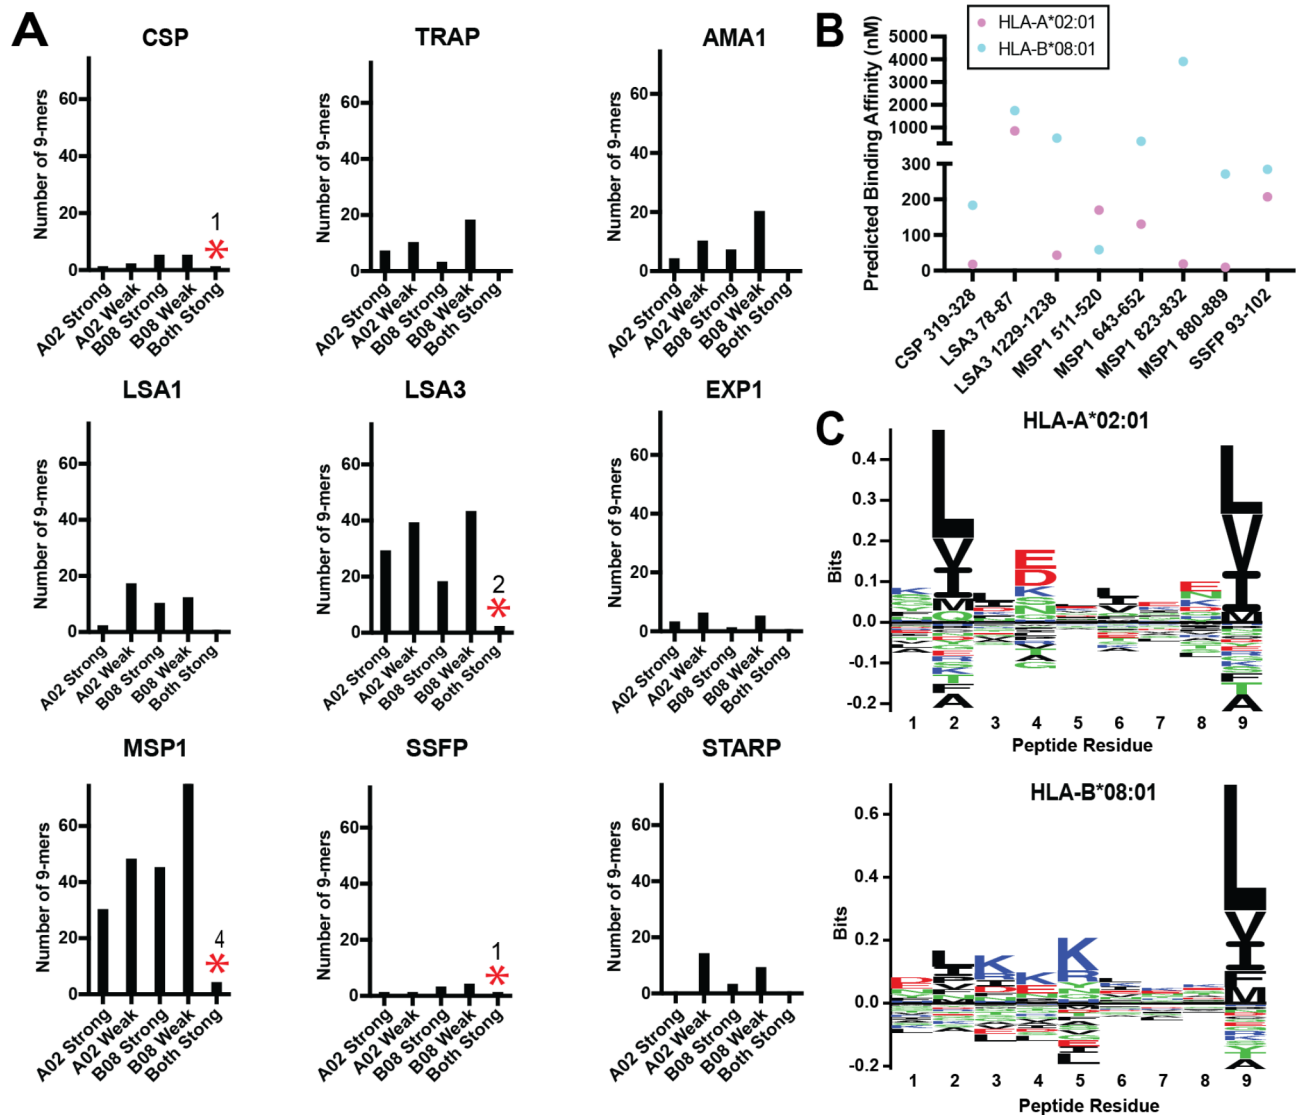 A
CSP
Number of 9-mers
60
40
20
0
1
*
A02 Strong
A02 Weak
B08 Strong
B08 Weak
Both Stong
TRAP
Number of 9-mers
60
40
20
0
A02 Strong
A02 Weak
B08 Strong
B08 Weak
Both Stong
AMA1
Number of 9-mers
60
40
20
0
A02 Strong
A02 Weak
B08 Strong
B08 Weak
Both Stong
LSA1
Number of 9-mers
60
40
20
0
A02 Strong
A02 Weak
B08 Strong
B08 Weak
Both Stong
LSA3
Number of 9-mers
60
40
20
0
2
*
A02 Strong
A02 Weak
B08 Strong
B08 Weak
Both Stong
EXP1
Number of 9-mers
60
40
20
0
A02 Strong
A02 Weak
B08 Strong
B08 Weak
Both Stong
MSP1
Number of 9-mers
60
40
20
0
4
*
A02 Strong
A02 Weak
B08 Strong
B08 Weak
Both Stong
SSFP
Number of 9-mers
60
40
20
0
1
*
A02 Strong
A02 Weak
B08 Strong
B08 Weak
Both Stong
STARP
Number of 9-mers
60
40
20
0
A02 Strong
A02 Weak
B08 Strong
B08 Weak
Both Stong
B
HLA-A*02:01
HLA-B*08:01
Predicted Binding Affinity (nM)
5000
4000
3000
2000
1000
300
200
100
0
CSP 319-328
LSA3 78-87
LSA3 1229-1238
MSP1 511-520
MSP1 643-652
MSP1 823-832
MSP1 880-889
SSFP 93-102
C
HLA-A*02:01
Bits
0.4
0.3
0.2
0.1
0.0
-0.1
-0.2
L
E
D
L
V
I
1 2 3 4 5 6 7 8 9
Peptide Residue
HLA-B*08:01
Bits
0.6
0.4
0.2
0.0
-0.2
K
K
K
L
1 2 3 4 5 6 7 8 9
Peptide Residue